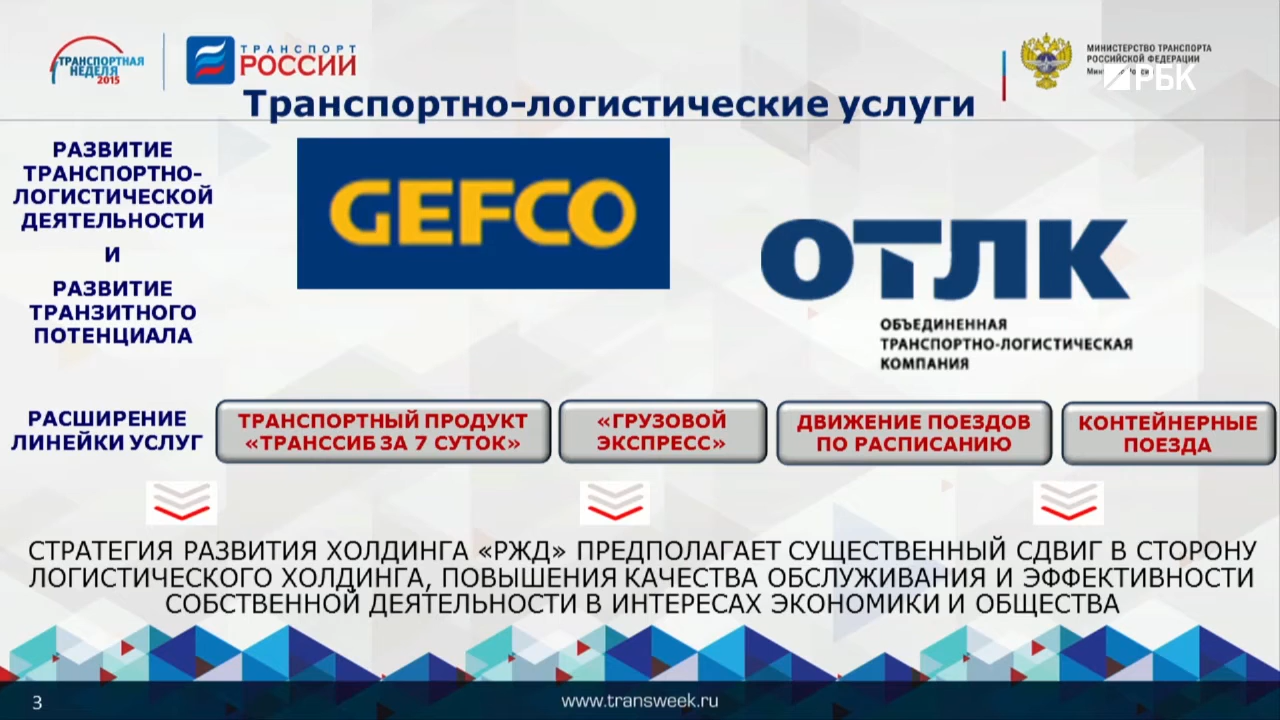 ТРАНСПОРТНАЯ
НЕДЕЛЯ
2015
ТРАНСПОРТ
РОССИИ
МИНИСТЕРСТВО ТРАНСПОРТА
РОССИЙСКОЙ ФЕДЕРАЦИИ
РБК
Транспортно-логистические услуги
РАЗВИТИЕ
ТРАНСПОРТНО-
ЛОГИСТИЧЕСКОЙ
ДЕЯТЕЛЬНОСТИ
И
РАЗВИТИЕ
ТРАНЗИТНОГО
ПОТЕНЦИАЛА
GEFCO
ОТЛК
ОБЪЕДИНЕННАЯ
ТРАНСПОРТНО-ЛОГИСТИЧЕСКАЯ
КОМПАНИЯ
РАСШИРЕНИЕ
ЛИНЕЙКИ УСЛУГ
ТРАНСПОРТНЫЙ ПРОДУКТ
«ТРАНССИБ ЗА 7 СУТОК»
«ГРУЗОВОЙ
ЭКСПРЕСС»
ДВИЖЕНИЕ ПОЕЗДОВ
ПО РАСПИСАНИЮ
КОНТЕЙНЕРНЫЕ
ПОЕЗДА
СТРАТЕГИЯ РАЗВИТИЯ ХОЛДИНГА «РЖД» ПРЕДПОЛАГАЕТ СУЩЕСТВЕННЫЙ СДВИГ В СТОРОНУ
ЛОГИСТИЧЕСКОГО ХОЛДИНГА, ПОВЫШЕНИЯ КАЧЕСТВА ОБСЛУЖИВАНИЯ И ЭФФЕКТИВНОСТИ
СОБСТВЕННОЙ ДЕЯТЕЛЬНОСТИ В ИНТЕРЕСАХ ЭКОНОМИКИ И ОБЩЕСТВА
3
www.transweek.ru